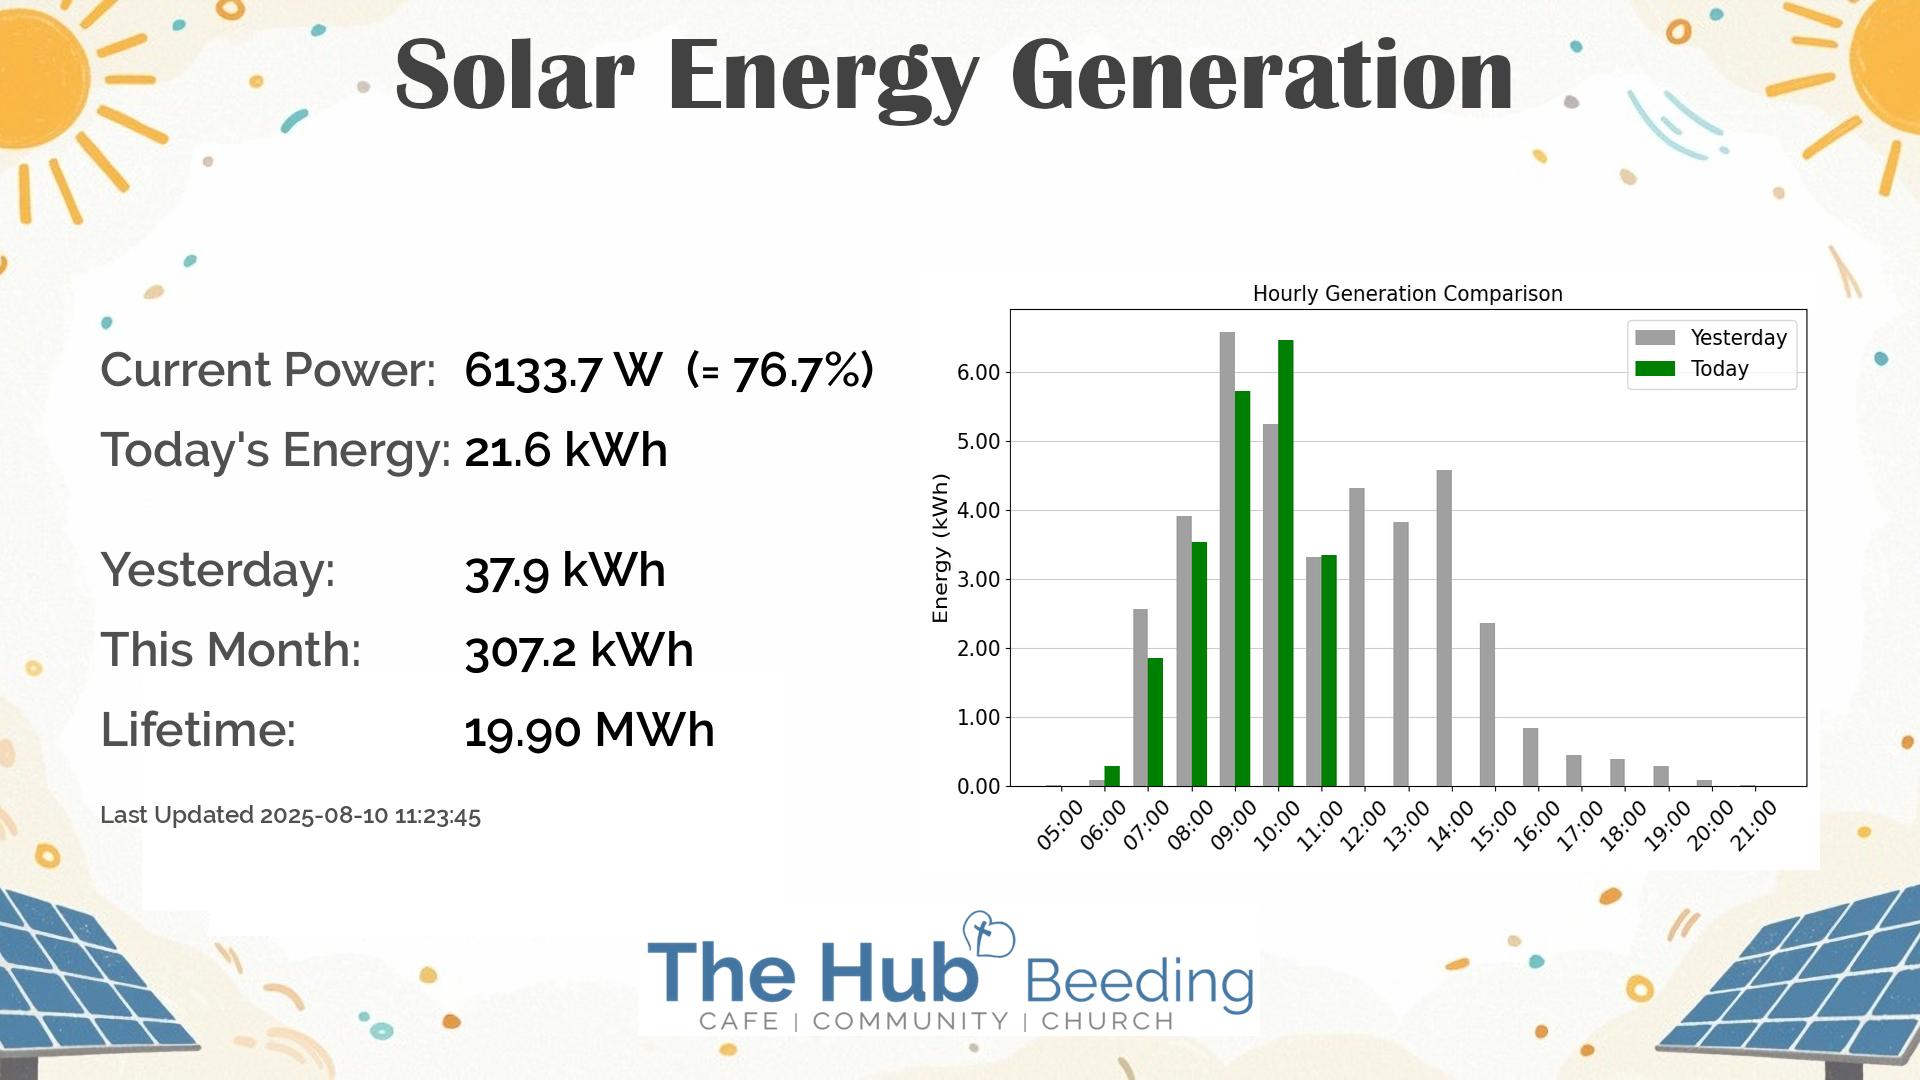 Solar Energy Generation
Current Power: 6133.7 W (= 76.7%)
Today's Energy: 21.6 kWh
Yesterday: 37.9 kWh
This Month: 307.2 kWh
Lifetime: 19.90 MWh
Last Updated 2025-08-10 11:23:45
Hourly Generation Comparison
Yesterday
Today
Energy (kWh)
6.00
5.00
4.00
3.00
2.00
1.00
0.00
05:00 06:00 07:00 08:00 09:00 10:00 11:00 12:00 13:00 14:00 15:00 16:00 17:00 18:00 19:00 20:00 21:00
The Hub Beeding
CAFE | COMMUNITY | CHURCH